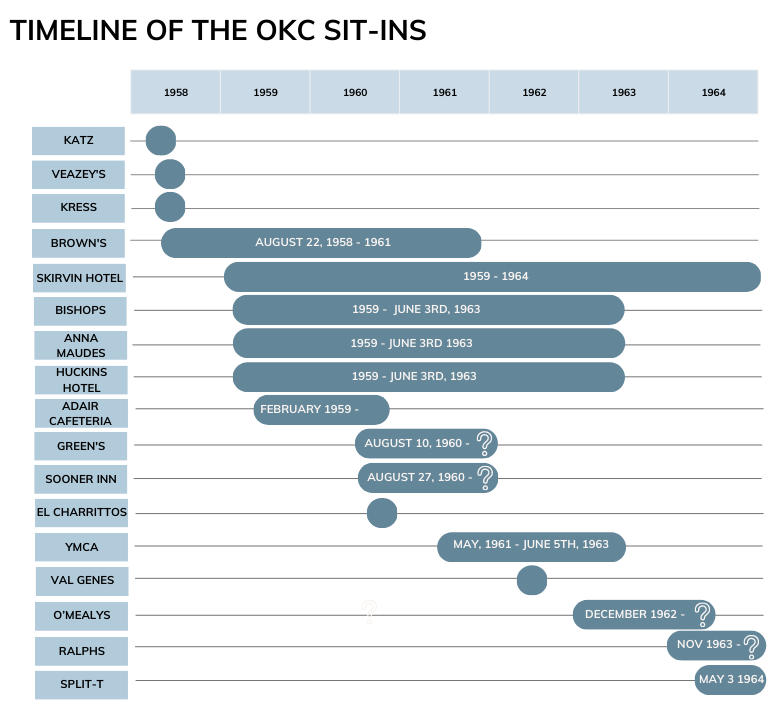 TIMELINE OF THE OKC SIT-INS
1958 1959 1960 1961 1962 1963 1964
KATZ
VEAZEY'S
KRESS
BROWN'S AUGUST 22, 1958 - 1961
SKIRVIN HOTEL 1959 - 1964
BISHOPS 1959 - JUNE 3RD, 1963
ANNA
MAUDES 1959 - JUNE 3RD 1963
HUCKINS
HOTEL 1959 - JUNE 3RD, 1963
ADAIR
CAFETERIA FEBRUARY 1959 -
GREEN'S AUGUST 10, 1960 - ?
SOONER INN AUGUST 27, 1960 - ?
EL CHARRITTOS
YMCA MAY, 1961 - JUNE 5TH, 1963
VAL GENES
O'MEALYS ? DECEMBER 1962 - ?
RALPHS NOV 1963 - ?
SPLIT-T MAY 3 1964